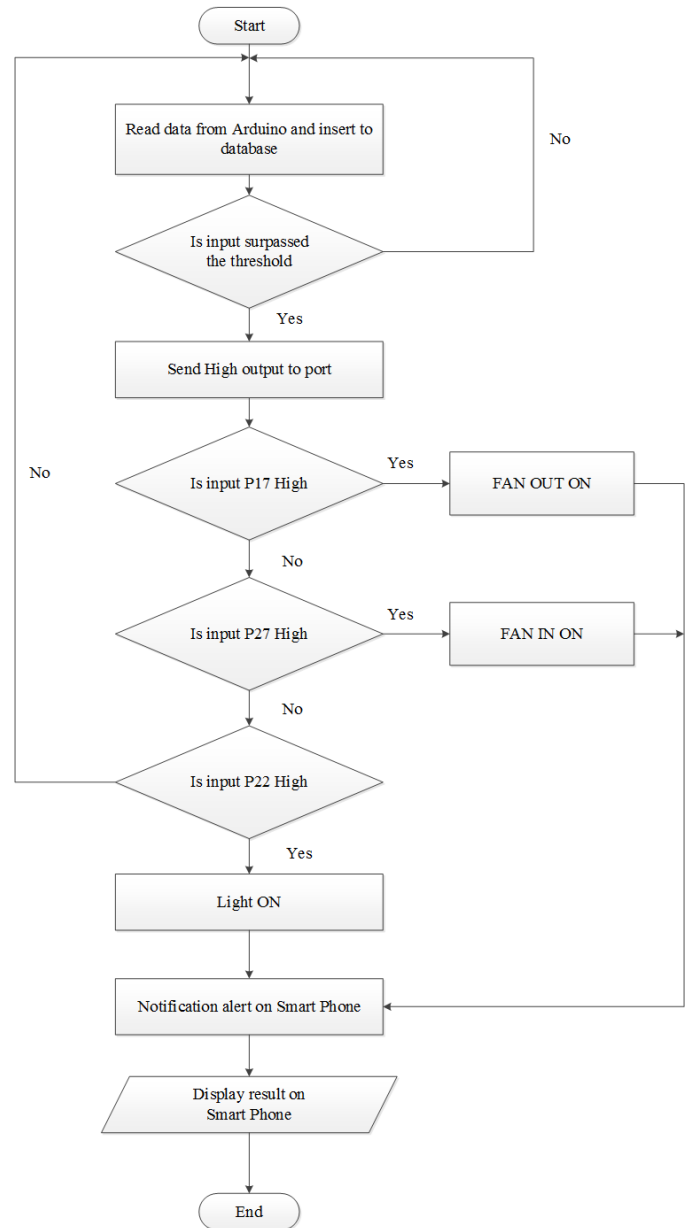 Start
Read data from Arduino and insert to
database
No
Is input surpassed
the threshold
Yes
Send High output to port
No
Is input P17 High
Yes
FAN OUT ON
No
Is input P27 High
Yes
FAN IN ON
No
Is input P22 High
Yes
Light ON
Notification alert on Smart Phone
Display result on
Smart Phone
End